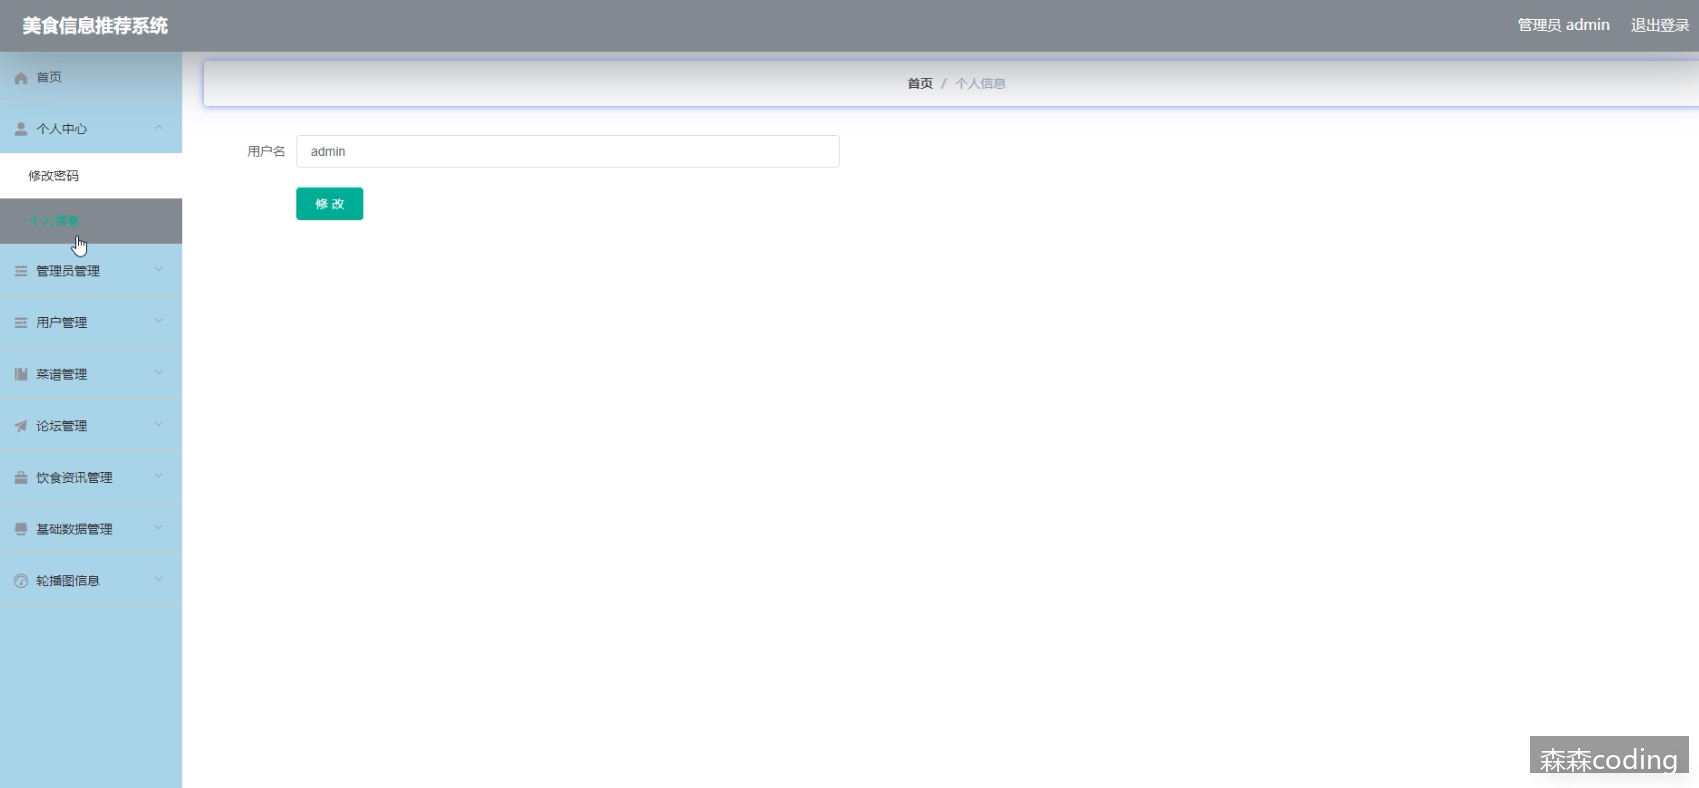 美食信息推荐系统
管理员 admin
退出登录
首页
个人中心
修改密码
个人信息
管理员管理
用户管理
菜谱管理
论坛管理
饮食资讯管理
基础数据管理
轮播图信息
首页 / 个人信息
用户名 admin
修 改
森森coding